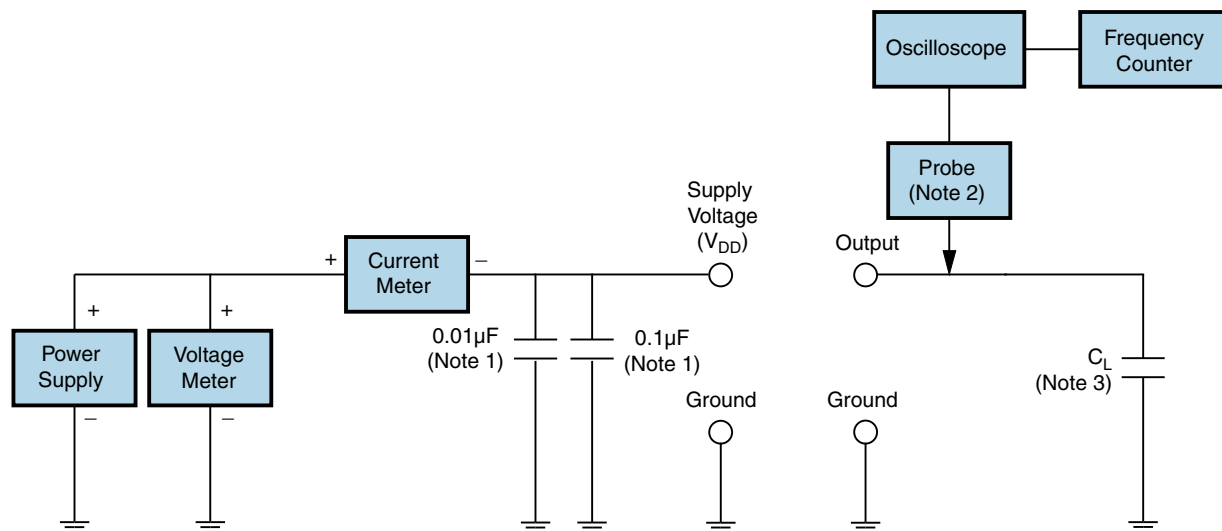 Oscilloscope
Frequency
Counter
Probe
(Note 2)
Supply
Voltage
(V_DD)
Output
+
Current
Meter
–
+
+
Power
Supply
Voltage
Meter
–
–
0.01µF
(Note 1)
0.1µF
(Note 1)
C_L
(Note 3)
Ground
Ground